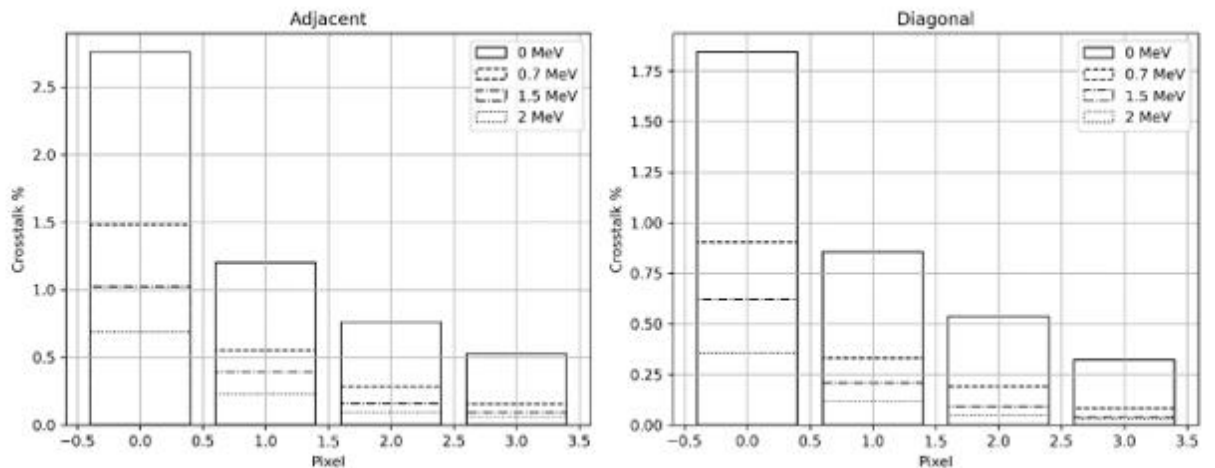 Adjacent
Crosstalk %
2.5
2.0
1.5
1.0
0.5
0.0
0 MeV
0.7 MeV
1.5 MeV
2 MeV
−0.5 0.0 0.5 1.0 1.5 2.0 2.5 3.0 3.5
Pixel
Diagonal
Crosstalk %
1.75
1.50
1.25
1.00
0.75
0.50
0.25
0.00
0 MeV
0.7 MeV
1.5 MeV
2 MeV
−0.5 0.0 0.5 1.0 1.5 2.0 2.5 3.0 3.5
Pixel